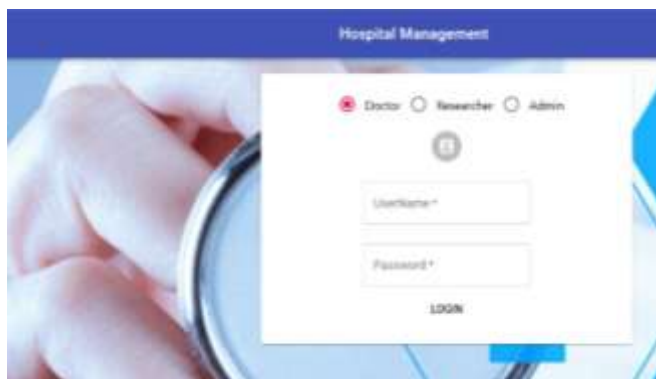 Hospital Management
Doctor Researcher Admin
UserName *
Password *
LOGIN